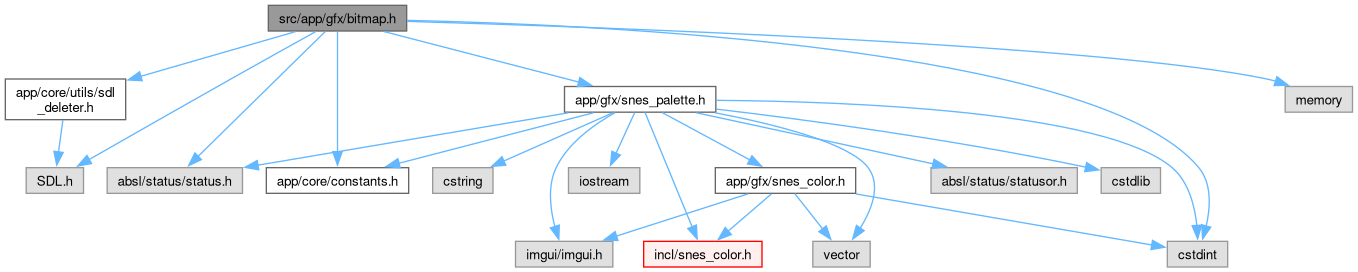 src/app/gfx/bitmap.h
app/core/utils/sdl
_deleter.h
app/gfx/snes_palette.h
memory
SDL.h
absl/status/status.h
app/core/constants.h
cstring
iostream
app/gfx/snes_color.h
absl/status/statusor.h
cstdlib
imgui/imgui.h
incl/snes_color.h
vector
cstdint